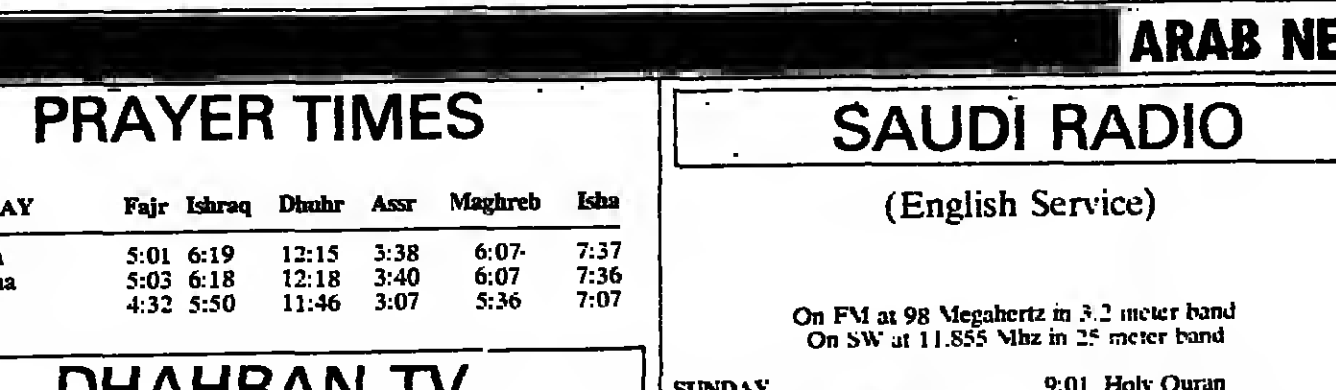 ARAB NE
PRAYER TIMES
AY Fajr Ishraq Dhuhr Assr Maghreb Isha
5:01 6:19 12:15 3:38 6:07 7:37
na 5:03 6:18 12:18 3:40 6:07 7:36
4:32 5:50 11:46 3:07 5:36 7:07
DHAHRAN TV
SAUDI RADIO
(English Service)
On FM at 98 Megahertz in 3.2 meter band
On SW at 11.855 Mhz in 25 meter band
SUNDAY 9:01 Holy Quran